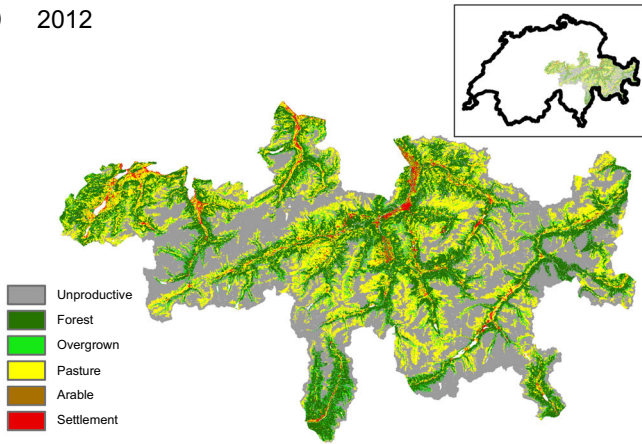 ) 2012
Unproductive
Forest
Overgrown
Pasture
Arable
Settlement